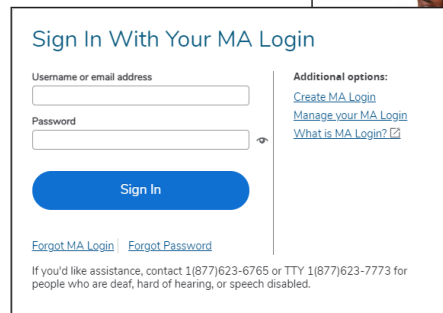 Sign In With Your MA Login
Username or email address
Password
Sign In
Forgot MA Login
Forgot Password
Additional options:
Create MA Login
Manage your MA Login
What is MA Login?
If you'd like assistance, contact 1(877)623-6765 or TTY 1(877)623-7773 for
people who are deaf, hard of hearing, or speech disabled.